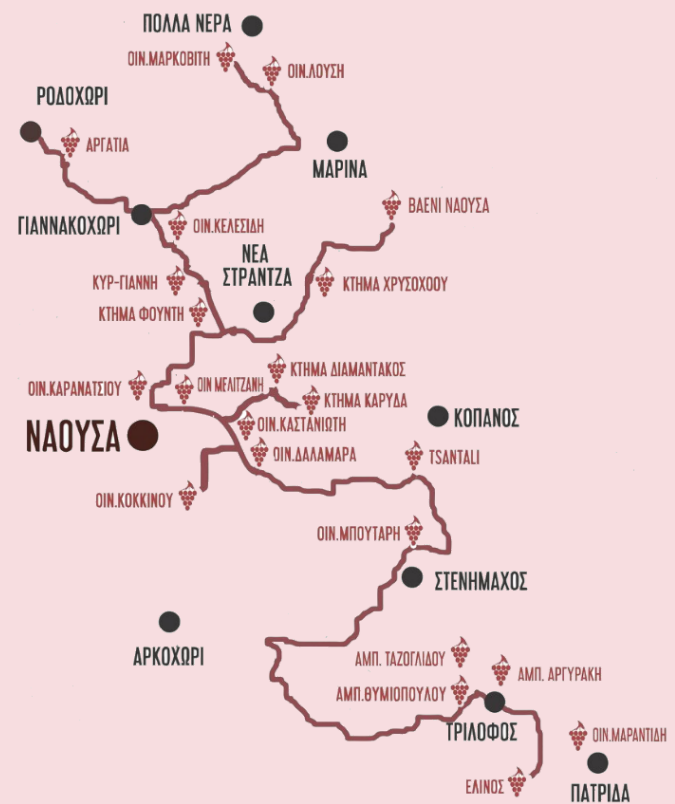 ΠΟΛΛΑ ΝΕΡΑ
ΟΙΝ.ΜΑΡΚΟΒΙΤΗ
ΟΙΝ.ΛΟΥΣΗ
ΡΟΔΟΧΩΡΙ
ΑΡΓΑΤΙΑ
ΜΑΡΙΝΑ
ΒΑΕΝΙ ΝΑΟΥΣΑ
ΓΙΑΝΝΑΚΟΧΩΡΙ
ΟΙΝ.ΚΕΛΕΣΙΔΗ
ΝΕΑ
ΣΤΡΑΝΤΖΑ
ΚΥΡ-ΓΙΑΝΝΗ
ΚΤΗΜΑ ΧΡΥΣΟΧΟΟΥ
ΚΤΗΜΑ ΦΟΥΝΤΗ
ΚΤΗΜΑ ΔΙΑΜΑΝΤΑΚΟΣ
ΟΙΝ.ΚΑΡΑΝΑΤΣΙΟΥ
ΟΙΝ ΜΕΛΙΤΖΑΝΗ
ΚΤΗΜΑ ΚΑΡΥΔΑ
ΚΟΠΑΝΟΣ
ΟΙΝ.ΚΑΣΤΑΝΙΩΤΗ
ΝΑΟΥΣΑ
ΟΙΝ.ΔΑΛΑΜΑΡΑ
TSANTALI
ΟΙΝ.ΚΟΚΚΙΝΟΥ
ΟΙΝ.ΜΠΟΥΤΑΡΗ
ΣΤΕΝΗΜΑΧΟΣ
ΑΡΚΟΧΩΡΙ
ΑΜΠ. ΤΑΖΟΓΛΙΔΟΥ
ΑΜΠ. ΑΡΓΥΡΑΚΗ
ΑΜΠ.ΘΥΜΙΟΠΟΥΛΟΥ
ΤΡΙΛΟΦΟΣ
ΟΙΝ.ΜΑΡΑΝΤΙΔΗ
ΕΛΙΝΟΣ
ΠΑΤΡΙΔΑ